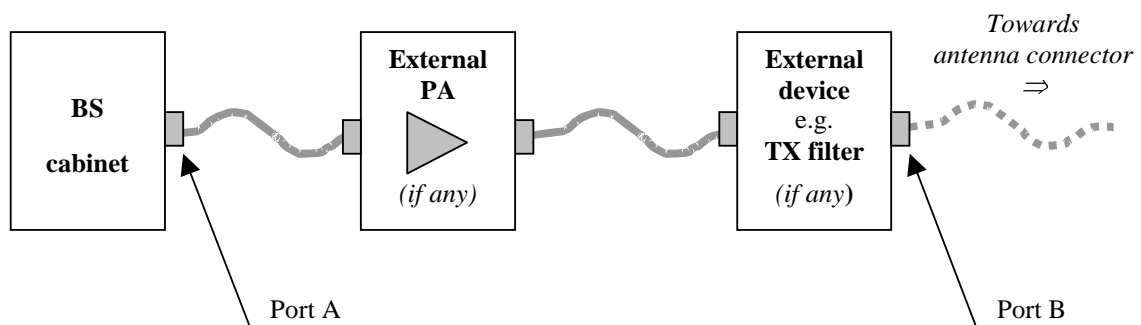 BS
cabinet
External
PA
(if any)
External
device
e.g.
TX filter
(if any)
Towards
antenna connector
⇒
Port A
Port B